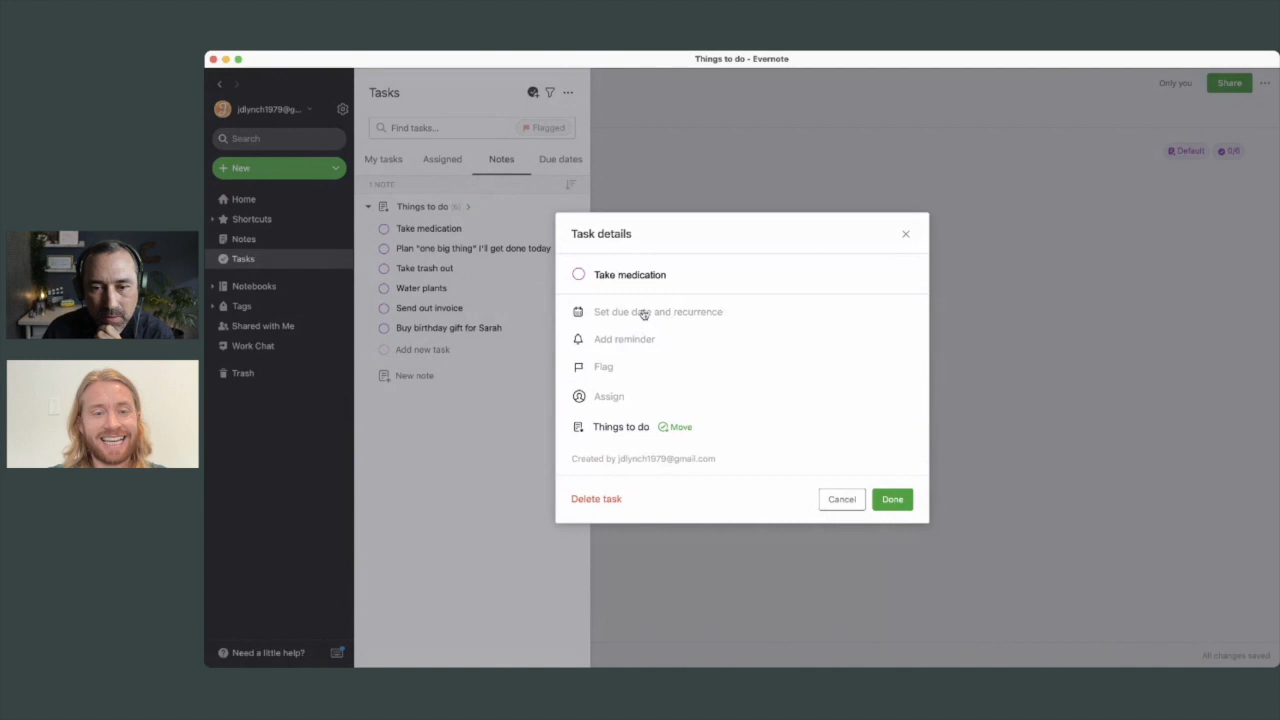 Things to do - Evernote
jdlynch1979@g...
Search
New
Home
Shortcuts
Notes
Tasks
Notebooks
Tags
Shared with Me
Work Chat
Trash
Need a little help?
Tasks
Find tasks...
Flagged
My tasks
Assigned
Notes
Due dates
1 NOTE
Things to do (6)
Take medication
Plan "one big thing" I'll get done today
Take trash out
Water plants
Send out invoice
Buy birthday gift for Sarah
Add new task
New note
Only you
Share
Default
0/6
Task details
Take medication
Set due date and recurrence
Add reminder
Flag
Assign
Things to do
Move
Created by jdlynch1979@gmail.com
Delete task
Cancel
Done
All changes saved